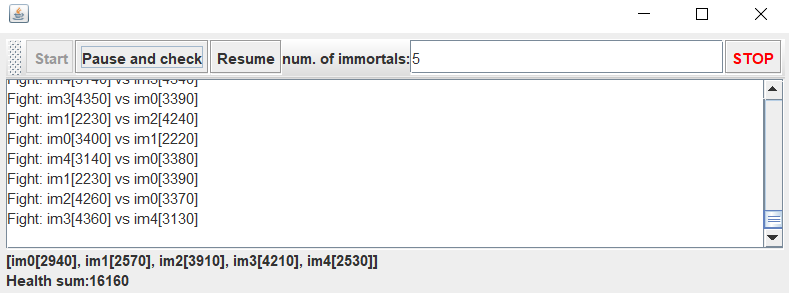 Start Pause and check Resume num. of immortals: 5 STOP
Fight: im4[3140] vs im3[4340]
Fight: im3[4350] vs im0[3390]
Fight: im1[2230] vs im2[4240]
Fight: im0[3400] vs im1[2220]
Fight: im4[3140] vs im0[3380]
Fight: im1[2230] vs im0[3390]
Fight: im2[4260] vs im0[3370]
Fight: im3[4360] vs im4[3130]
[im0[2940], im1[2570], im2[3910], im3[4210], im4[2530]]
Health sum:16160